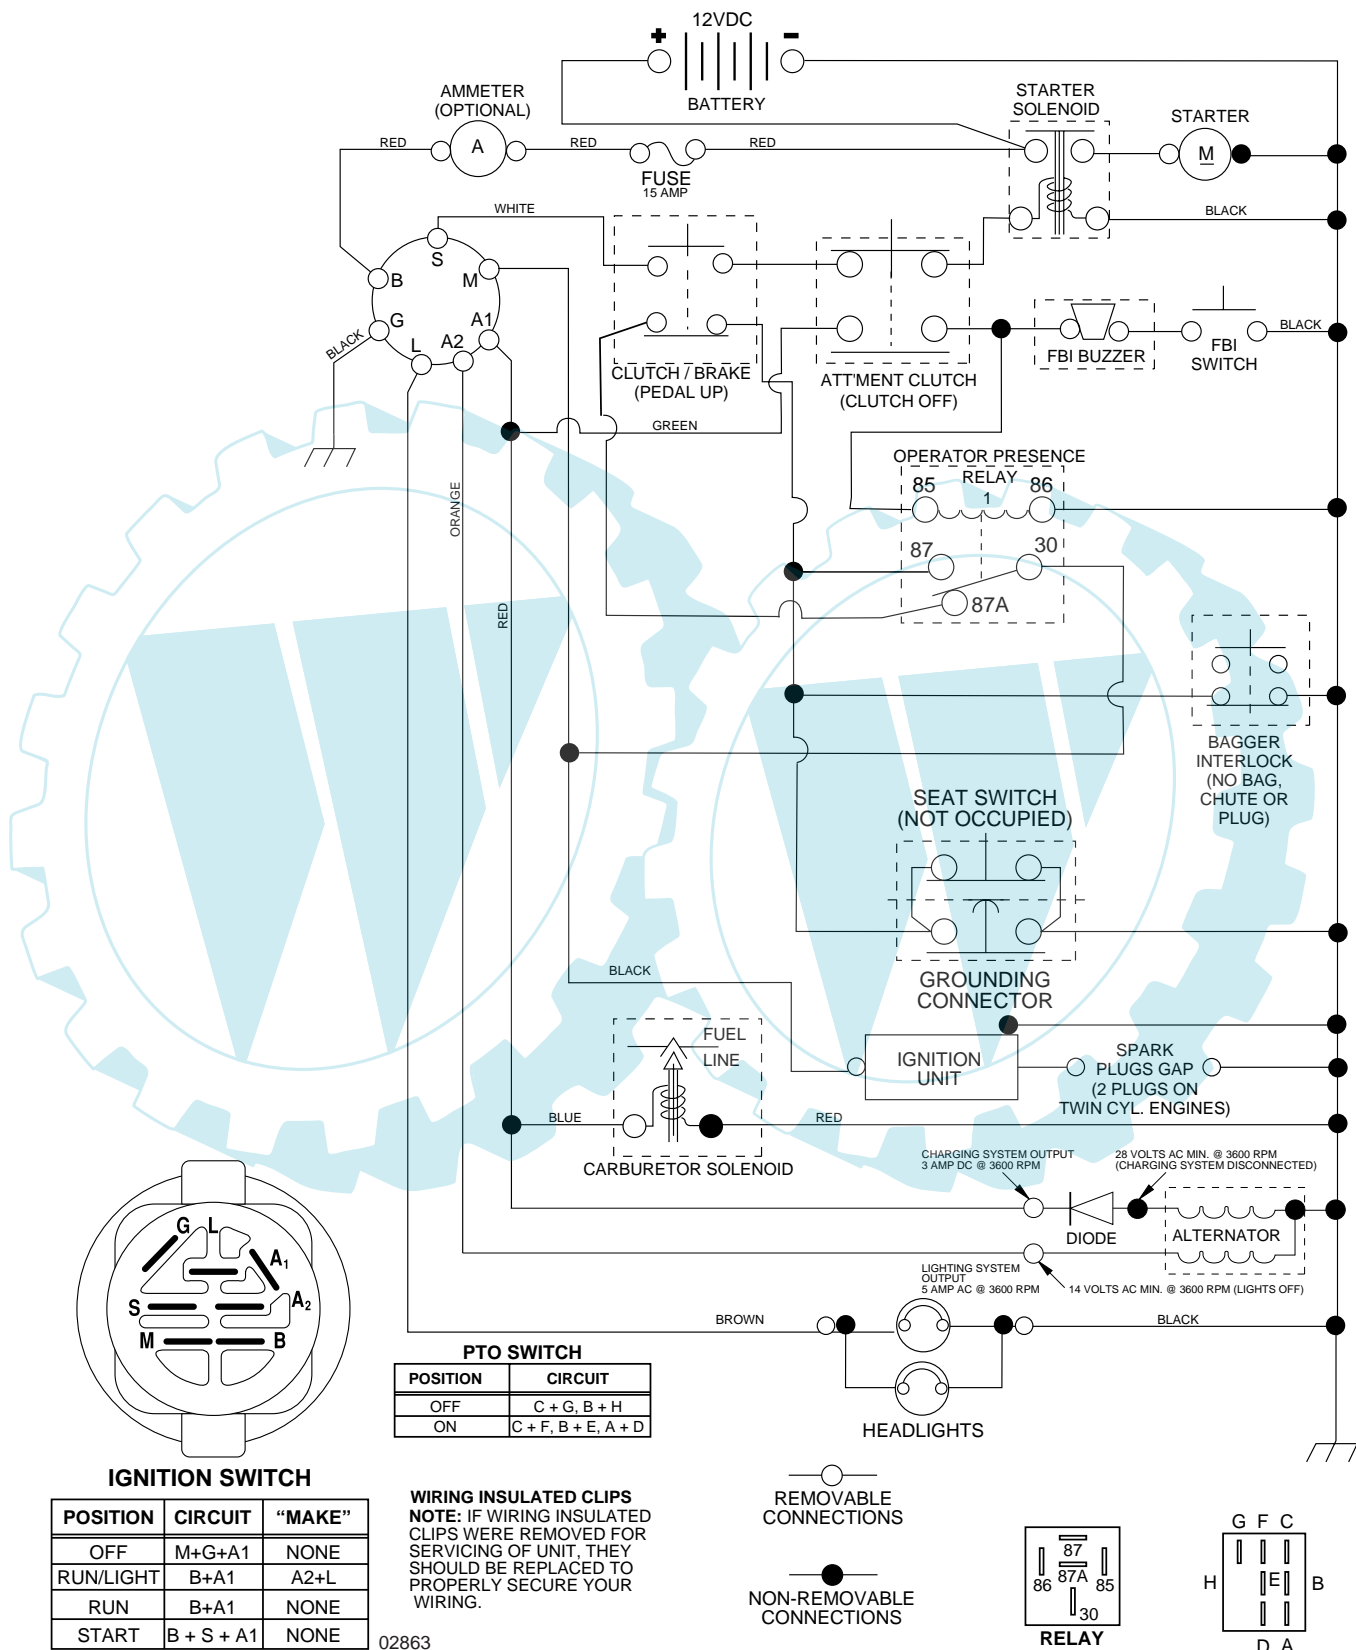 12VDC
+ −
BATTERY
AMMETER
(OPTIONAL)
A
RED
RED
RED
FUSE
15 AMP
STARTER
SOLENOID
STARTER
M
WHITE
BLACK
S
B
M
G
A1
A2
L
BLACK
CLUTCH / BRAKE
(PEDAL UP)
ATT'MENT CLUTCH
(CLUTCH OFF)
FBI BUZZER
FBI
SWITCH
BLACK
GREEN
ORANGE
RED
OPERATOR PRESENCE
RELAY
85
1
86
87
30
87A
BAGGER
INTERLOCK
(NO BAG,
CHUTE OR
PLUG)
SEAT SWITCH
(NOT OCCUPIED)
GROUNDING
CONNECTOR
BLACK
FUEL
LINE
IGNITION
UNIT
SPARK
PLUGS GAP
(2 PLUGS ON
TWIN CYL. ENGINES)
BLUE
RED
CARBURETOR SOLENOID
CHARGING SYSTEM OUTPUT
3 AMP DC @ 3600 RPM
28 VOLTS AC MIN. @ 3600 RPM
(CHARGING SYSTEM DISCONNECTED)
DIODE
ALTERNATOR
LIGHTING SYSTEM
OUTPUT
5 AMP AC @ 3600 RPM
14 VOLTS AC MIN. @ 3600 RPM (LIGHTS OFF)
BROWN
BLACK
HEADLIGHTS
G L
A1
A2
S
M
B
IGNITION SWITCH
POSITION CIRCUIT “MAKE”
OFF M+G+A1 NONE
RUN/LIGHT B+A1 A2+L
RUN B+A1 NONE
START B + S + A1 NONE
02863
PTO SWITCH
POSITION CIRCUIT
OFF C + G, B + H
ON C + F, B + E, A + D
WIRING INSULATED CLIPS
NOTE: IF WIRING INSULATED
CLIPS WERE REMOVED FOR
SERVICING OF UNIT, THEY
SHOULD BE REPLACED TO
PROPERLY SECURE YOUR
WIRING.
REMOVABLE
CONNECTIONS
NON-REMOVABLE
CONNECTIONS
87
86 87A 85
30
RELAY
G F C
H E B
D A